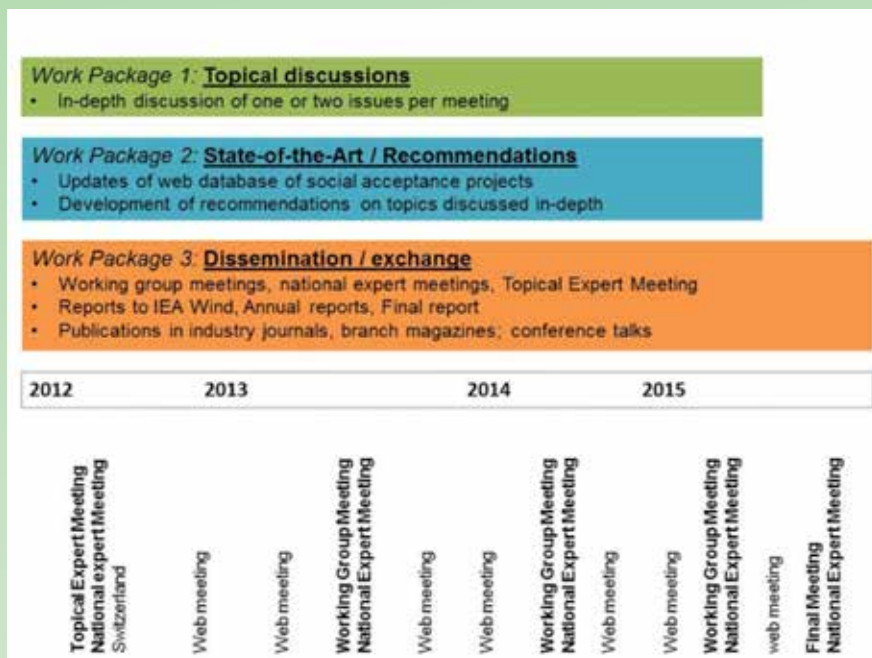 Work Package 1: Topical discussions
• In-depth discussion of one or two issues per meeting
Work Package 2: State-of-the-Art / Recommendations
• Updates of web database of social acceptance projects
• Development of recommendations on topics discussed in-depth
Work Package 3: Dissemination / exchange
• Working group meetings, national expert meetings, Topical Expert Meeting
• Reports to IEA Wind, Annual reports, Final report
• Publications in industry journals, branch magazines; conference talks
2012 2013 2014 2015
Topical Expert Meeting
National expert Meeting
Switzerland
Web meeting
Web meeting
Working Group Meeting
National Expert Meeting
Web meeting
Web meeting
Working Group Meeting
National Expert Meeting
Web meeting
Web meeting
Working Group Meeting
National Expert Meeting
web meeting
Final Meeting
National Expert Meeting